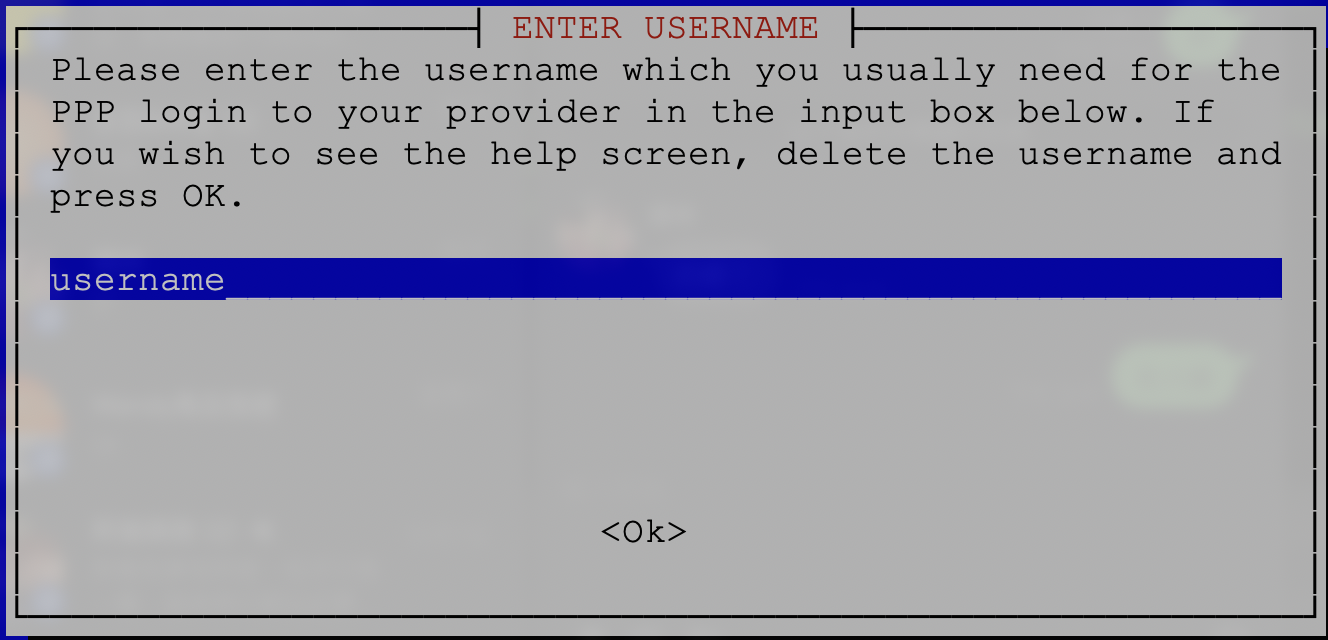 ENTER USERNAME
Please enter the username which you usually need for the
PPP login to your provider in the input box below. If
you wish to see the help screen, delete the username and
press OK.
username
<Ok>